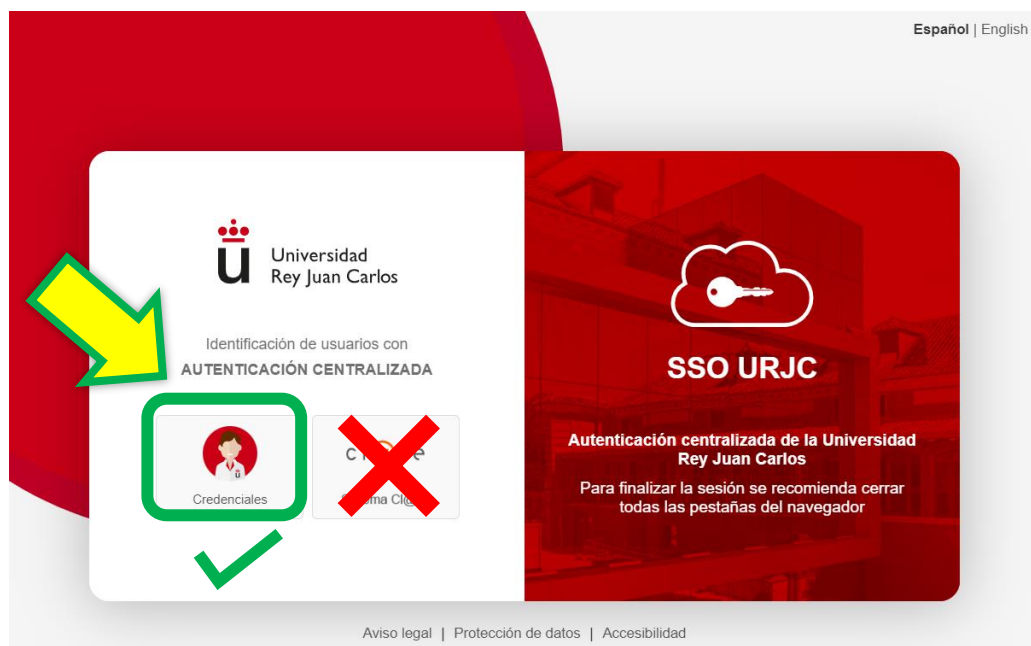 Español | English
Universidad
Rey Juan Carlos
Identificación de usuarios con
AUTENTICACIÓN CENTRALIZADA
Credenciales
SSO URJC
Autenticación centralizada de la Universidad
Rey Juan Carlos
Para finalizar la sesión se recomienda cerrar
todas las pestañas del navegador
Aviso legal | Protección de datos | Accesibilidad